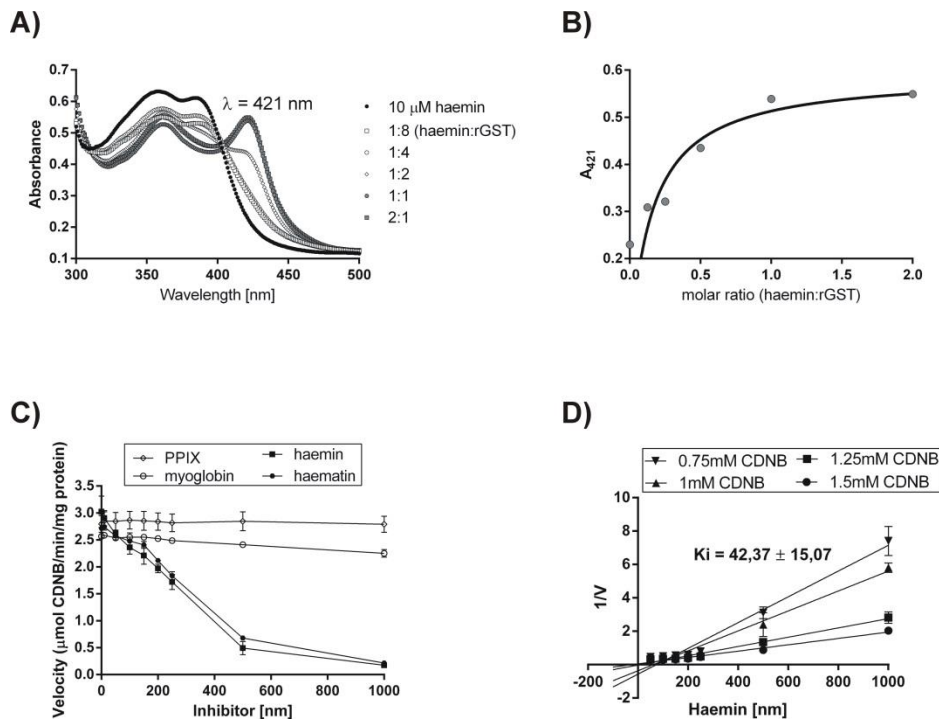 A)
0.7
0.6
0.5
0.4
0.3
0.2
0.1
300
350
400
450
500
Absorbance
Wavelength [nm]
λ = 421 nm
10 μM haemin
1:8 (haemin:rGST)
1:4
1:2
1:1
2:1
B)
0.6
0.5
0.4
0.3
0.2
0.0
0.5
1.0
1.5
2.0
A421
molar ratio (haemin:rGST)
C)
PPIX
haemin
myoglobin
haematin
Velocity (μmol CDNB/min/mg protein)
3.5
3.0
2.5
2.0
1.5
1.0
0.5
0.0
0
200
400
600
800
1000
Inhibitor [nm]
D)
0.75mM CDNB
1.25mM CDNB
1mM CDNB
1.5mM CDNB
10
8
6
4
2
-2
-200
200
400
600
800
1000
1/V
Ki = 42,37 ± 15,07
Haemin [nm]